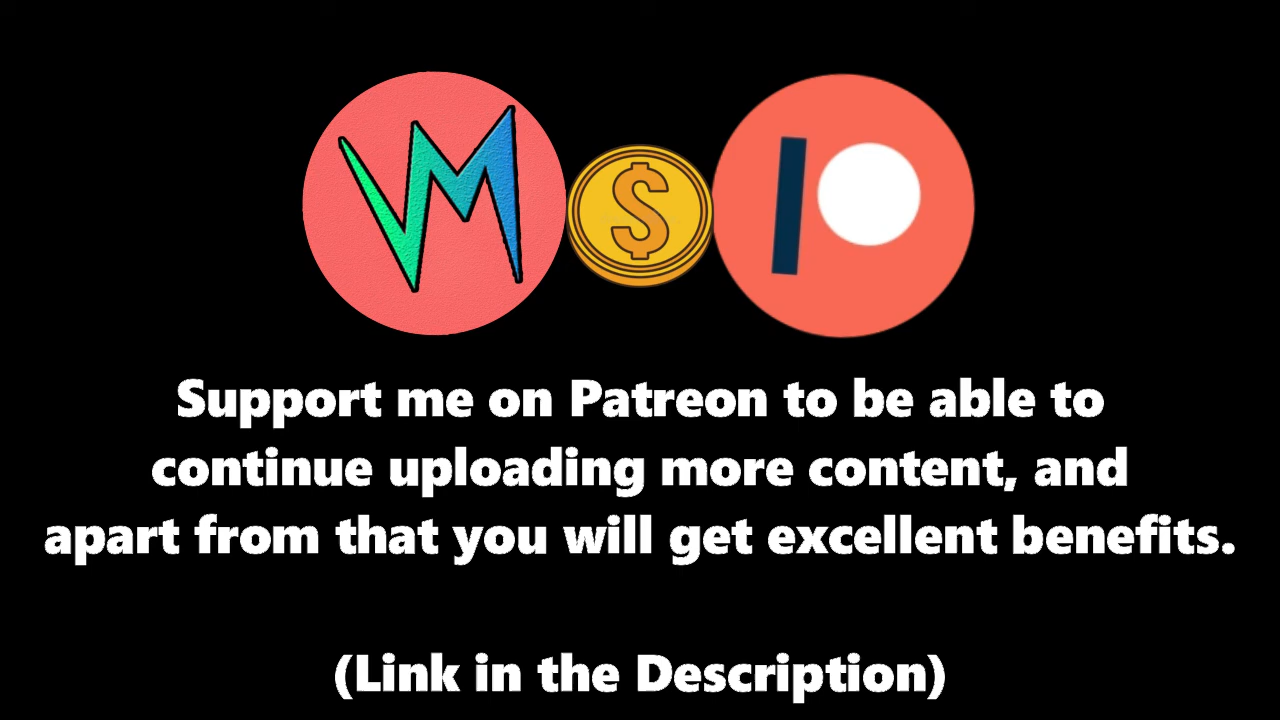 VM
$
Support me on Patreon to be able to
continue uploading more content, and
apart from that you will get excellent benefits.
(Link in the Description)